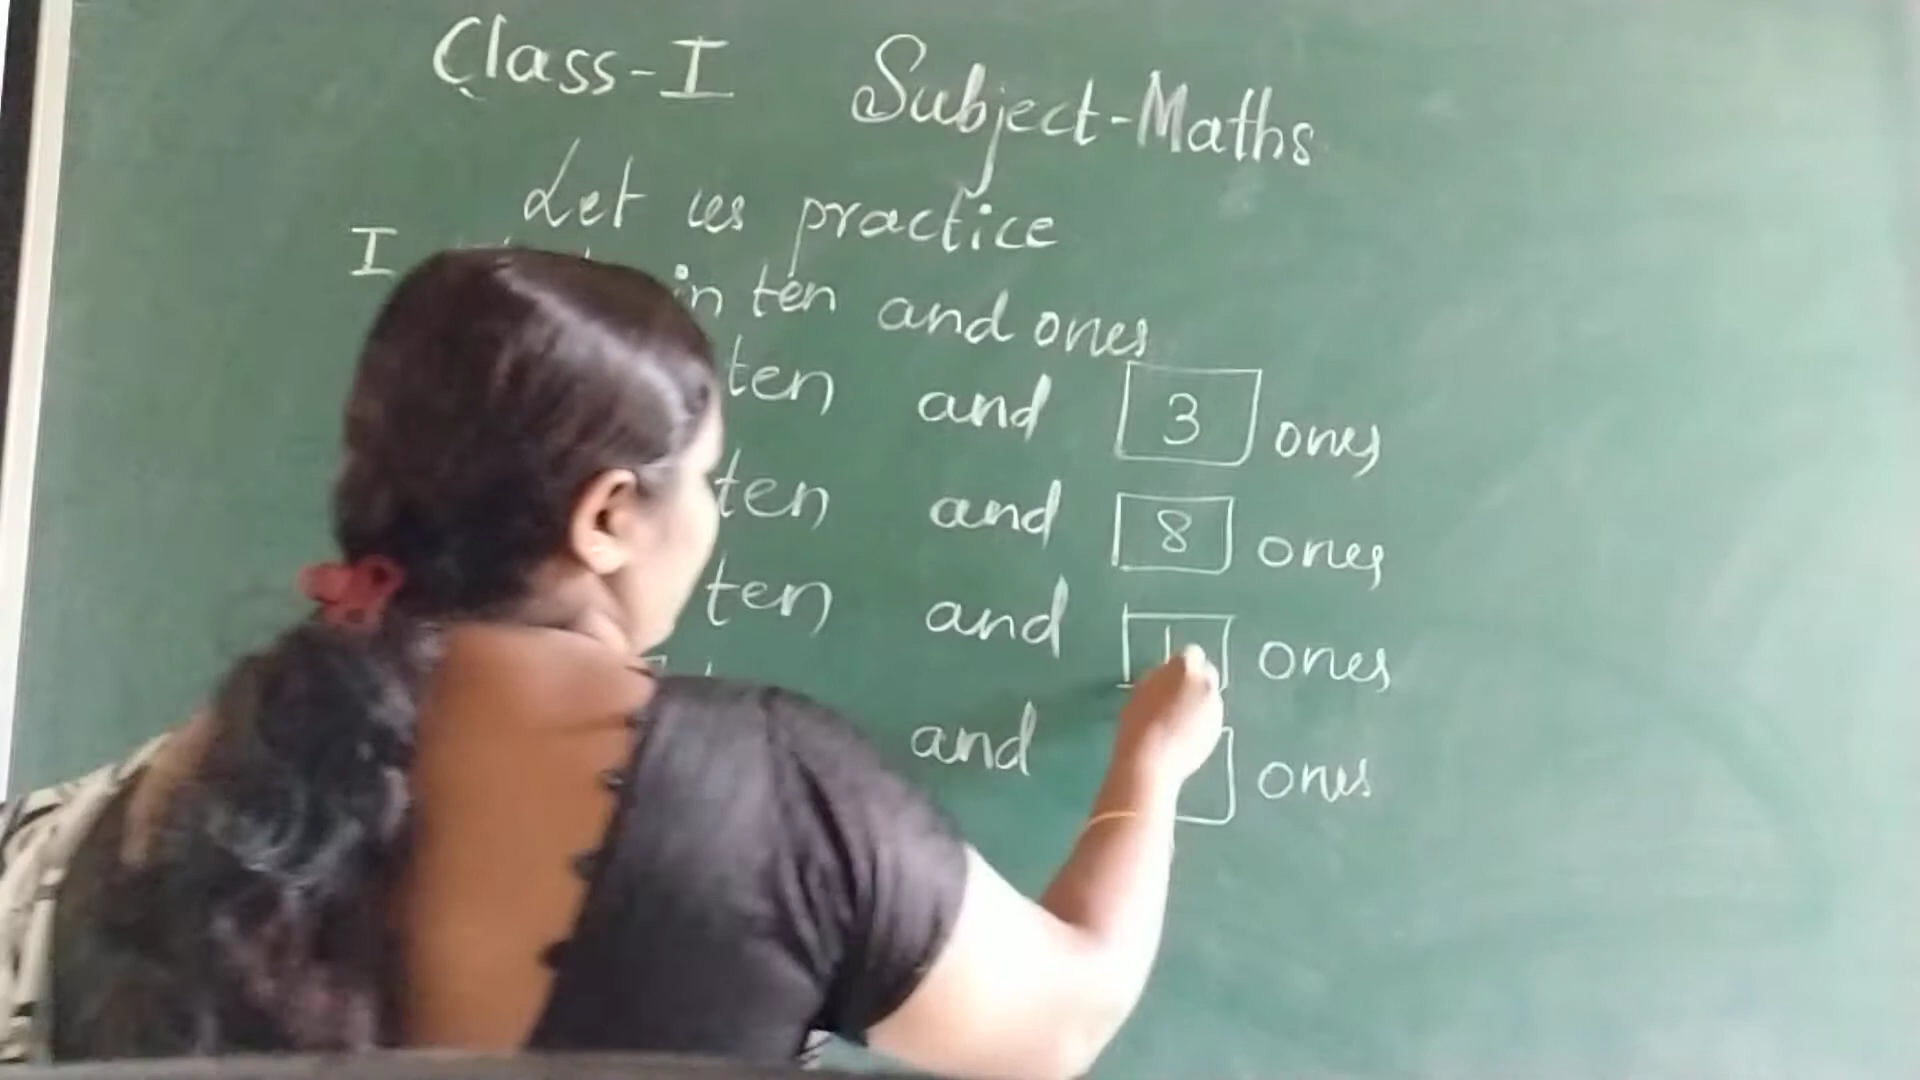 Class-I Subject-Maths
Let us practice
I in ten and ones
ten and 3 ones
ten and 8 ones
ten and ones
and ones